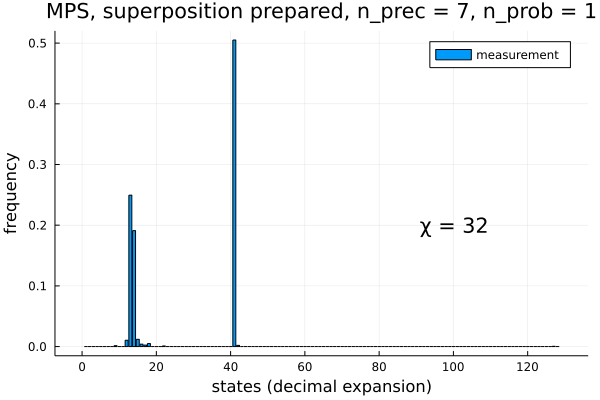 MPS, superposition prepared, n_prec = 7, n_prob = 1
measurement
χ = 32
frequency
0.5
0.4
0.3
0.2
0.1
0.0
0 20 40 60 80 100 120
states (decimal expansion)